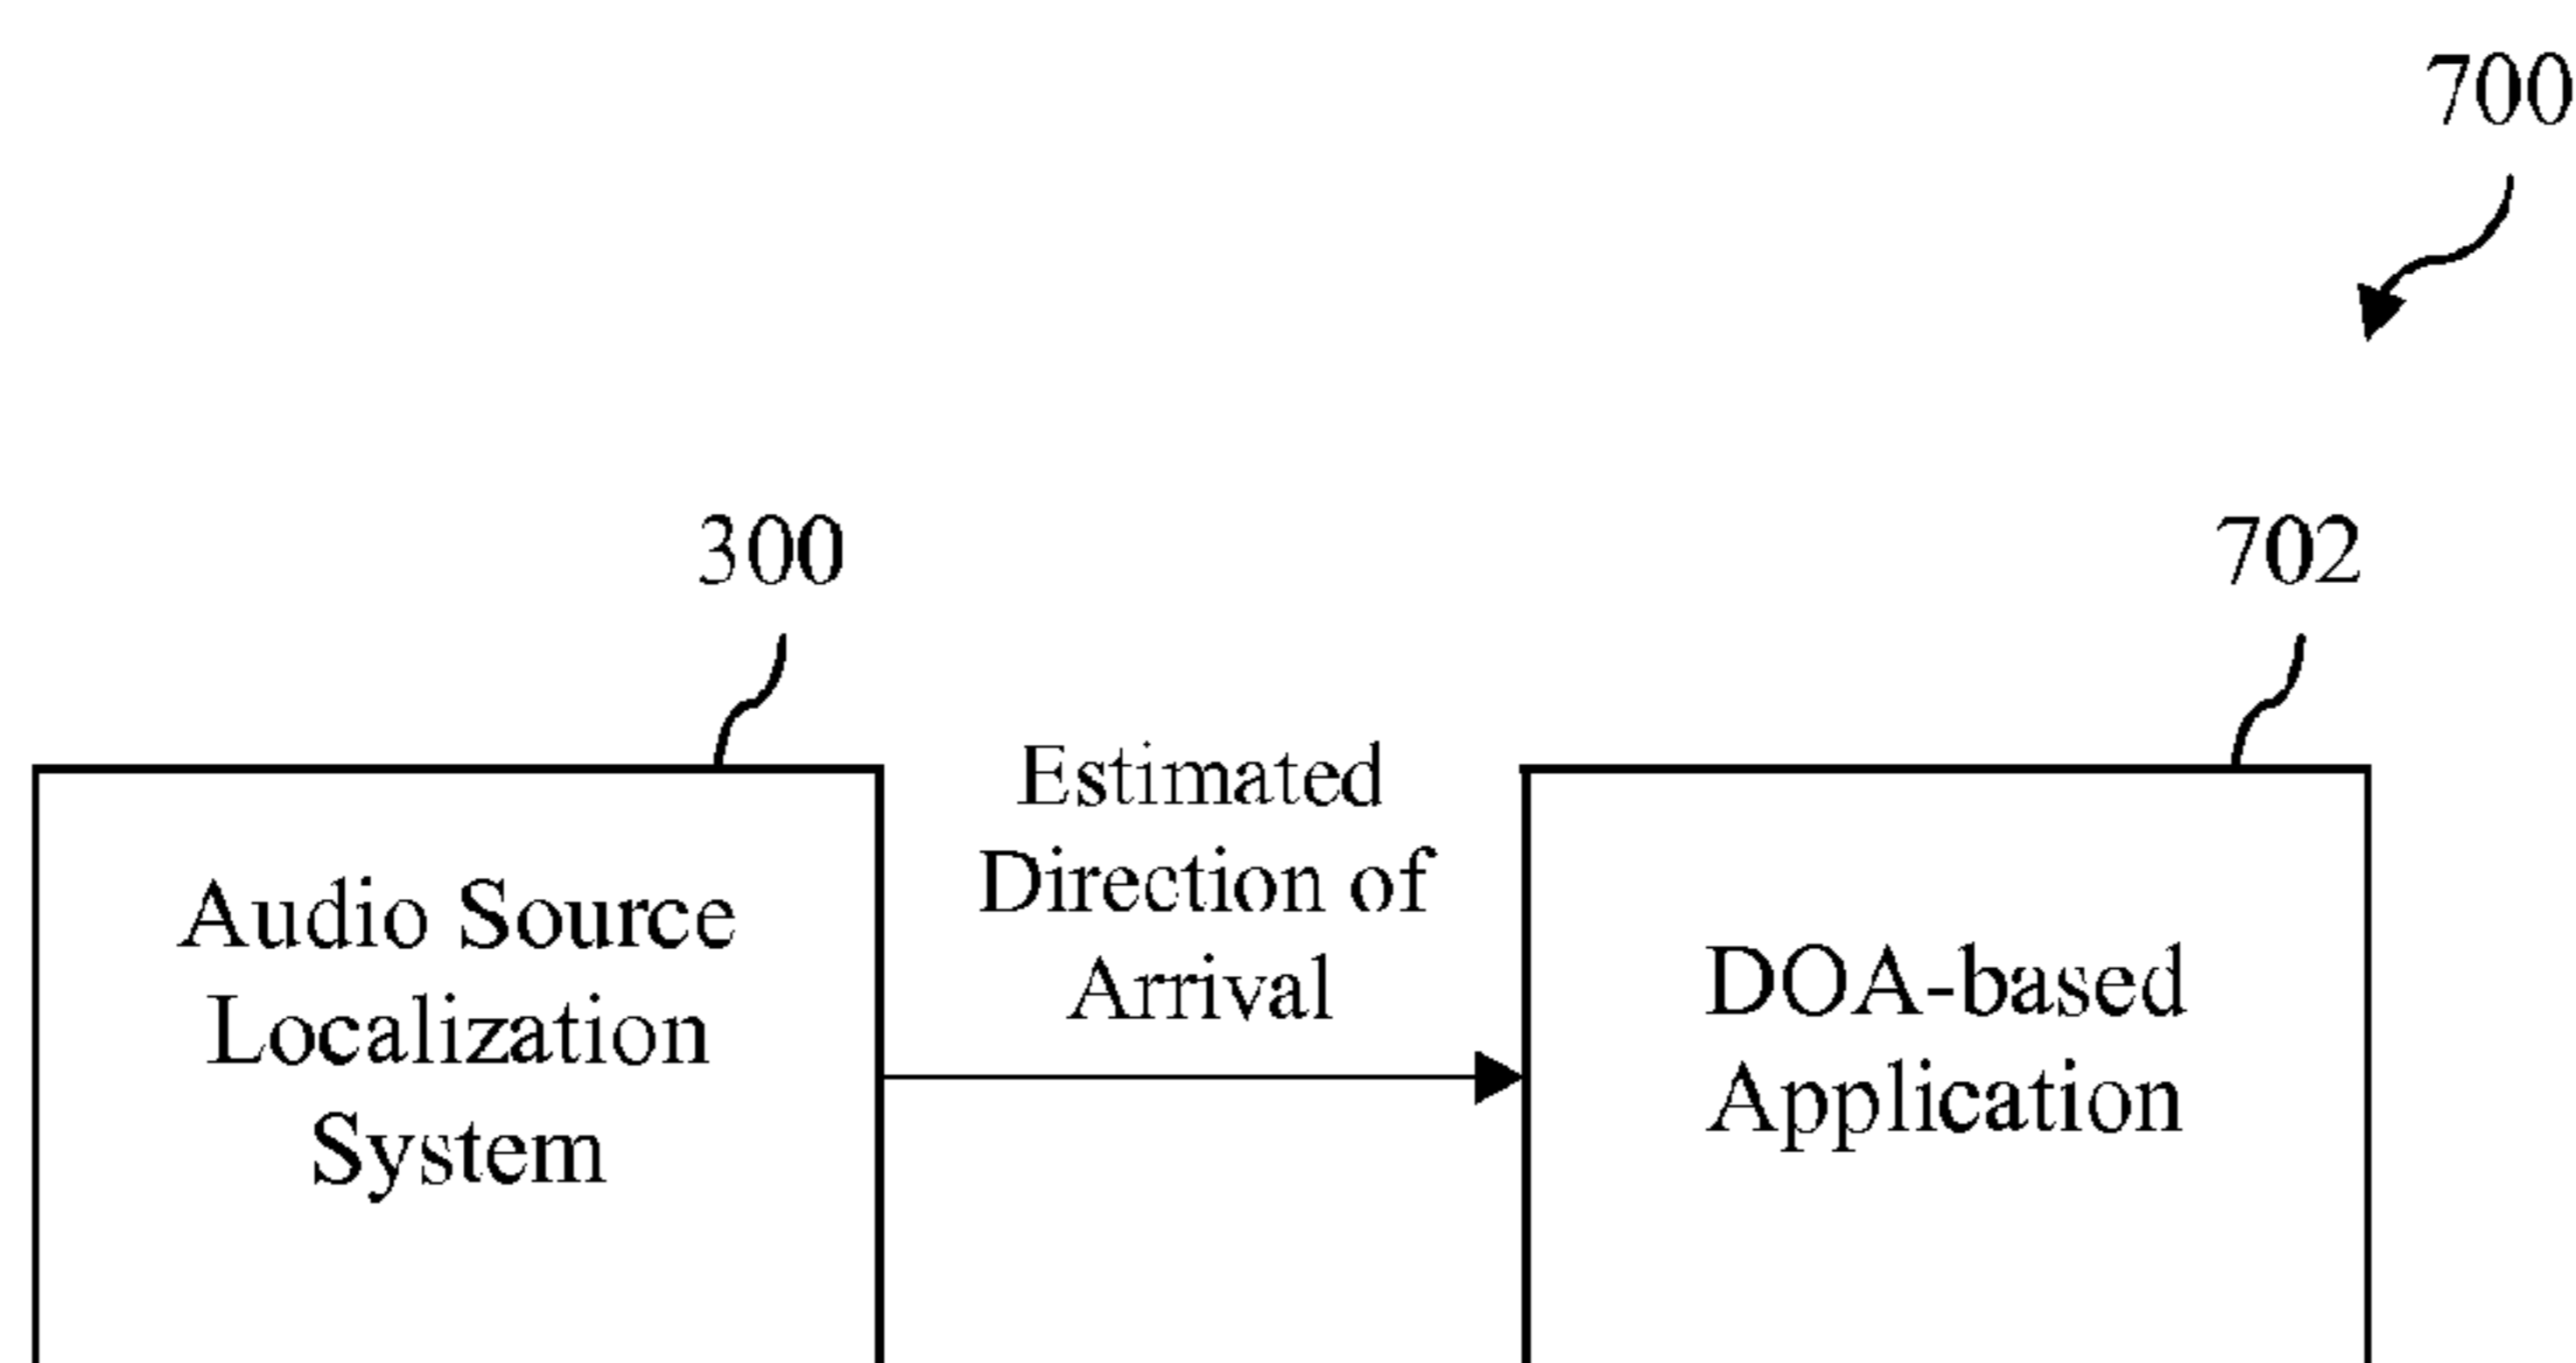 700
300
702
Estimated
Direction of
Arrival
Audio Source
Localization
System
DOA-based
Application